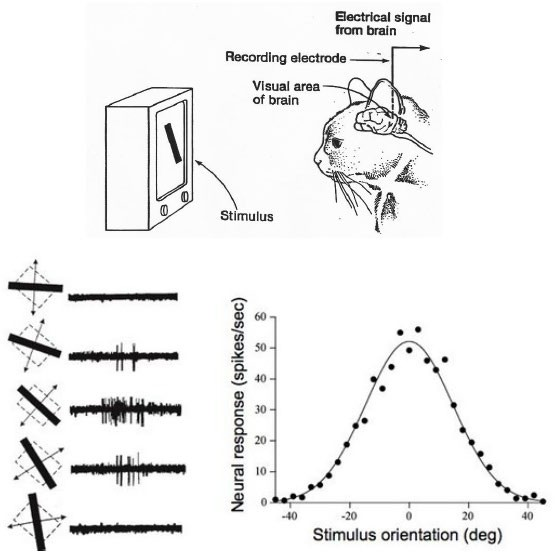 Electrical signal
from brain
Recording electrode
Visual area
of brain
Stimulus
Neural response (spikes/sec)
60
50
40
30
20
10
0
-40
-20
0
20
40
Stimulus orientation (deg)